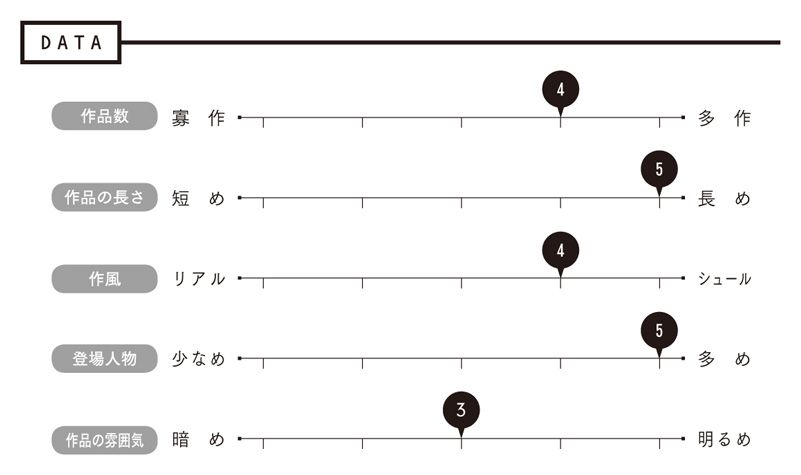 DATA
作品数 寡作 4 多作
作品の長さ 短め 5 長め
作風 リアル 4 シュール
登場人物 少なめ 5 多め
作品の雰囲気 暗め 3 明るめ